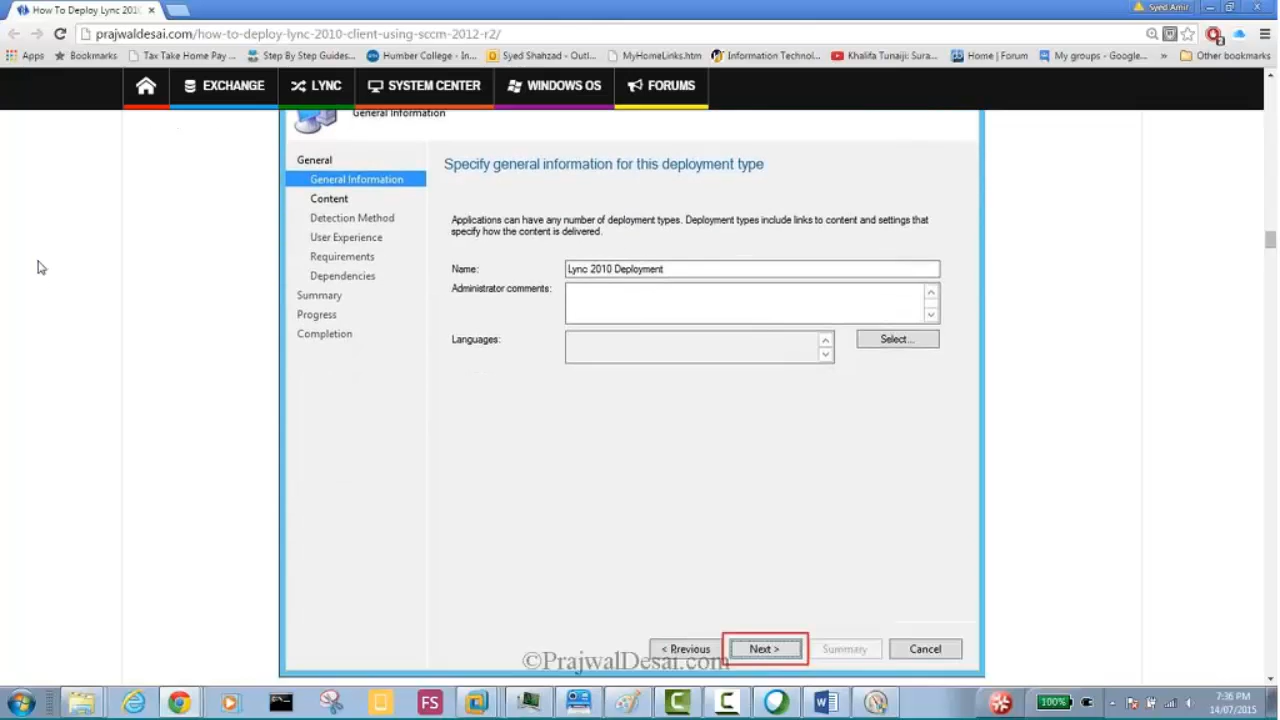 How To Deploy Lync 201
Syed Amir
prajwaldesai.com/how-to-deploy-lync-2010-client-using-sccm-2012-r2/
Apps Bookmarks Tax Take Home Pay ... Step By Step Guides... Humber College - In... Syed Shahzad - Outl... MyHomeLinks.htm Information Technol... Khalifa Tunaiji: Sura... Home | Forum My groups - Google... » Other bookmarks
EXCHANGE LYNC SYSTEM CENTER WINDOWS OS FORUMS
General Information
General
General Information
Content
Detection Method
User Experience
Requirements
Dependencies
Summary
Progress
Completion
Specify general information for this deployment type
Applications can have any number of deployment types. Deployment types include links to content and settings that
specify how the content is delivered.
Name: Lync 2010 Deployment
Administrator comments:
Languages: Select...
< Previous Next > Summary Cancel
©PrajwalDesai.com
FS 100% 7:36 PM
14/07/2015